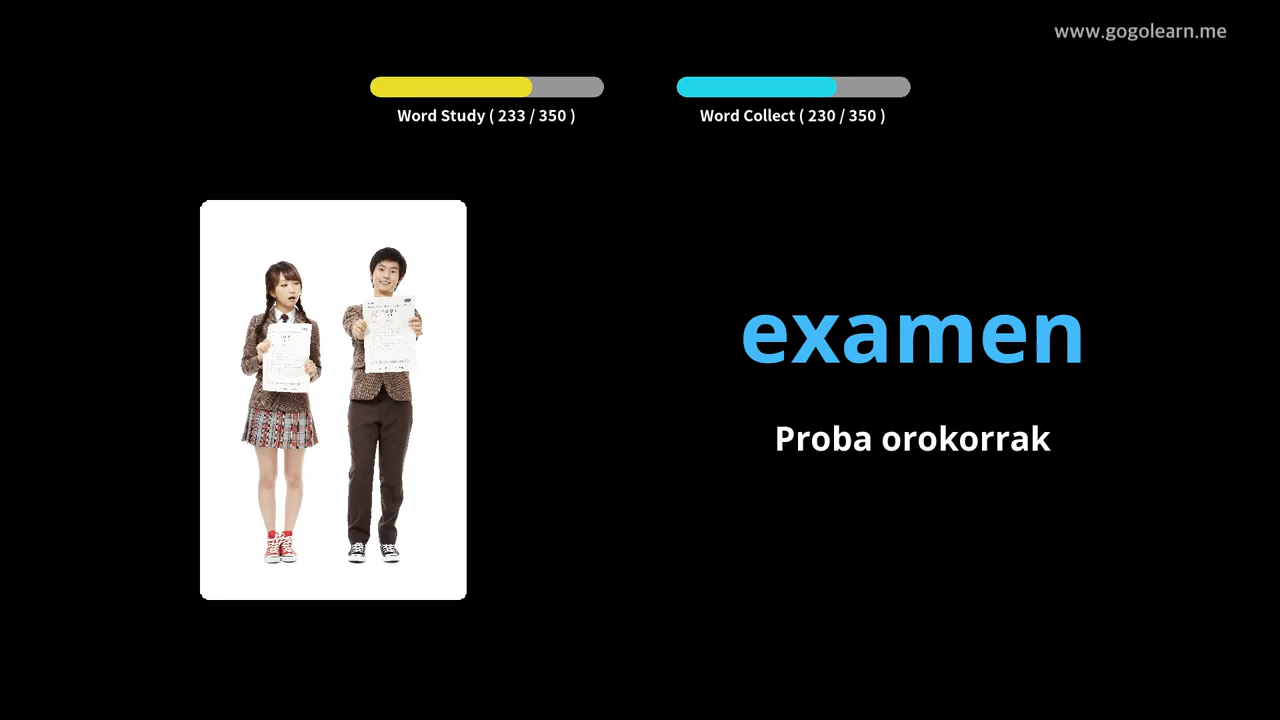 www.gogolearn.me
Word Study ( 233 / 350 )
Word Collect ( 230 / 350 )
examen
Proba orokorrak